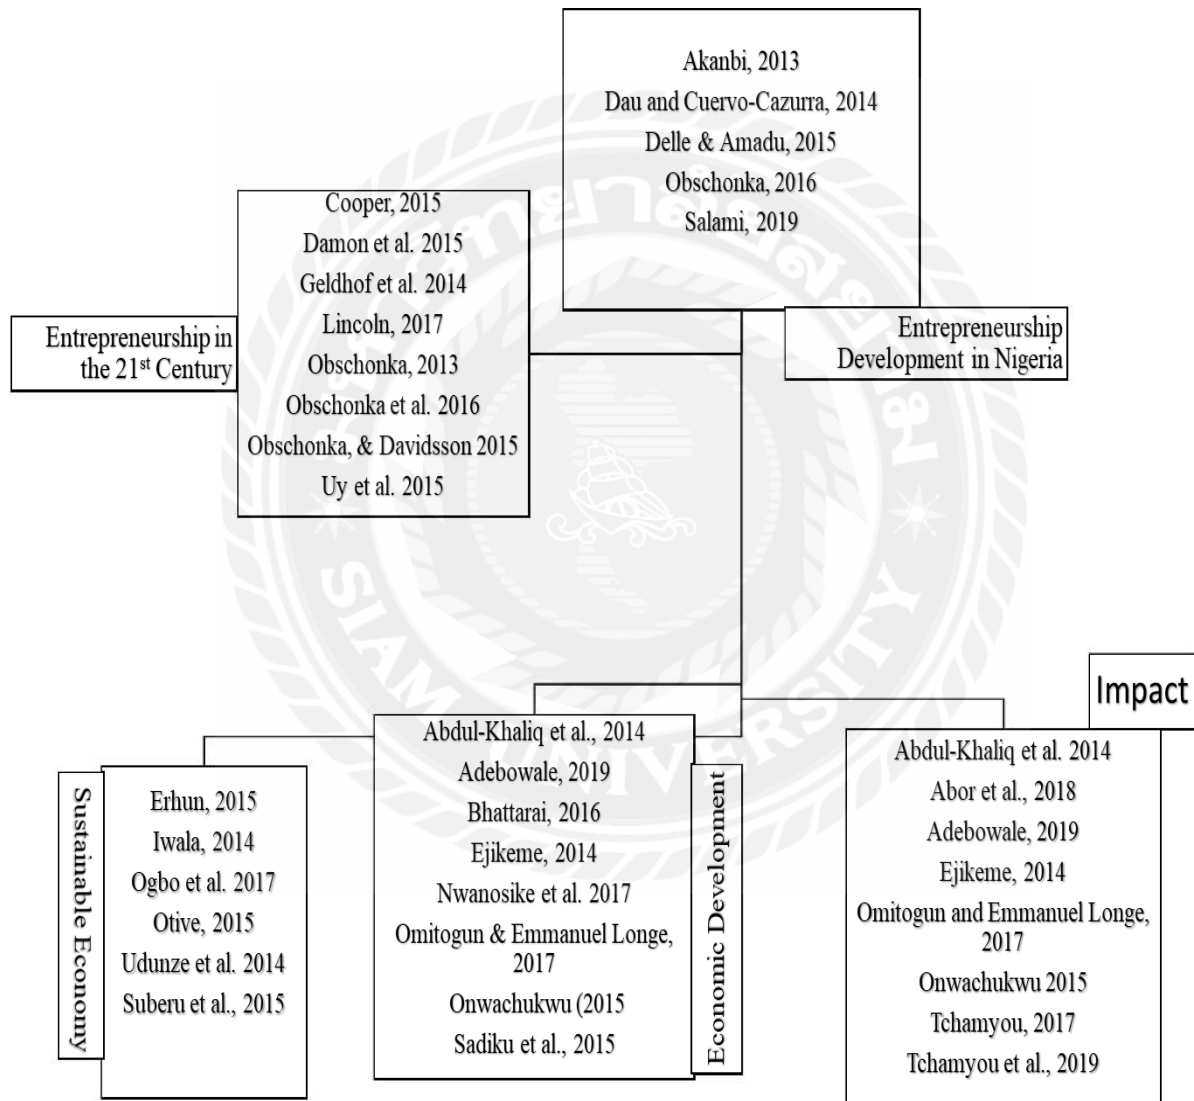 Akanbi, 2013
Dau and Cuervo-Cazurra, 2014
Delle & Amadu, 2015
Obschonka, 2016
Salami, 2019
Entrepreneurship
Development in Nigeria
Cooper, 2015
Damon et al. 2015
Geldhof et al. 2014
Lincoln, 2017
Obschonka, 2013
Obschonka et al. 2016
Obschonka, & Davidsson 2015
Uy et al. 2015
Entrepreneurship in
the 21st Century
Sustainable Economy
Erhun, 2015
Iwala, 2014
Ogbo et al. 2017
Otive, 2015
Udunze et al. 2014
Suberu et al., 2015
Abdul-Khaliq et al., 2014
Adebowale, 2019
Bhattarai, 2016
Ejikeme, 2014
Nwanosike et al. 2017
Omitogun & Emmanuel Longe,
2017
Onwachukwu (2015
Sadiku et al., 2015
Economic Development
Impact
Abdul-Khaliq et al. 2014
Abor et al., 2018
Adebowale, 2019
Ejikeme, 2014
Omitogun and Emmanuel Longe,
2017
Onwachukwu 2015
Tchamyou, 2017
Tchamyou et al., 2019
SIAM UNIVERSITY